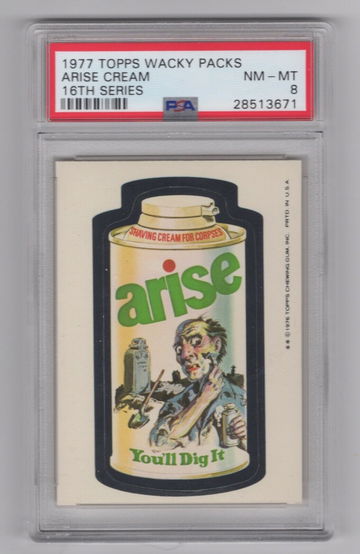 1977 TOPPS WACKY PACKS
ARISE CREAM
16TH SERIES
NM – MT
8
PSA
28513671
SHAVING CREAM FOR CORPSES
arise
You'll Dig It
** © 1976 TOPPS CHEWING GUM, INC. PRTD IN U.S.A.